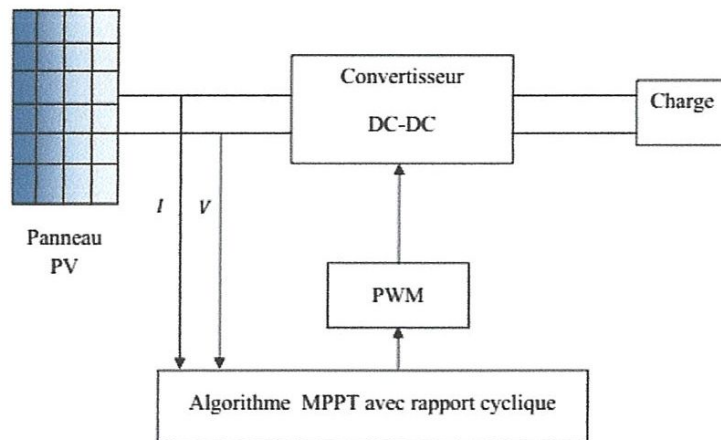 Convertisseur
DC-DC
Charge
I
V
Panneau
PV
PWM
Algorithme MPPT avec rapport cyclique